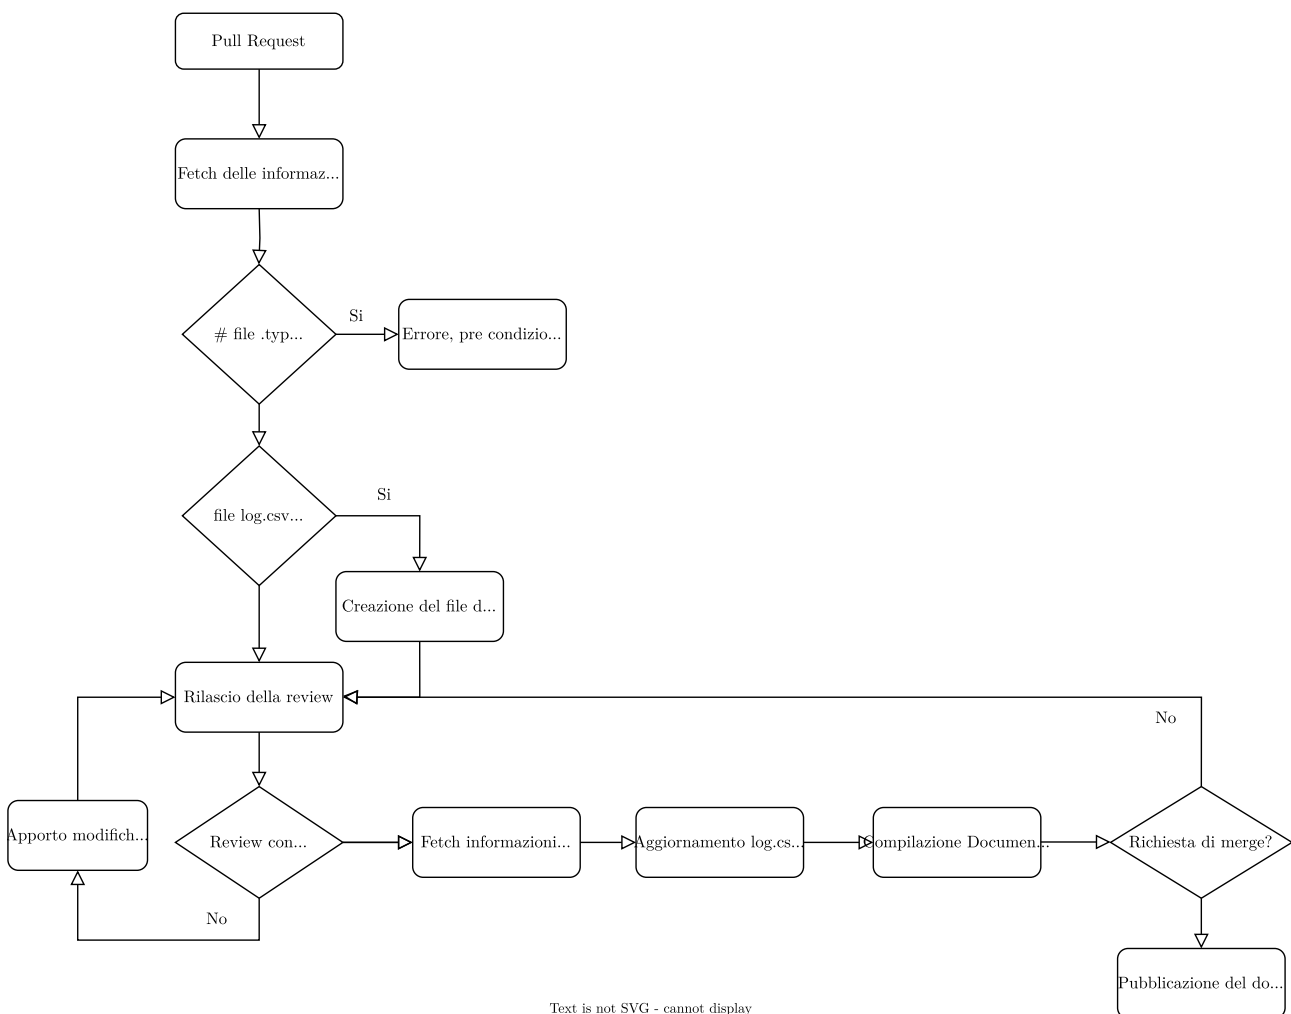 Pull Request
Fetch delle informaz...
# file .typ...
Si
Errore, pre condizio...
file log.csv...
Si
Creazione del file d...
Rilascio della review
No
Apporto modifich...
Review con...
Fetch informazioni...
Aggiornamento log.cs...
Compilazione Documen...
Richiesta di merge?
No
Pubblicazione del do...
Text is not SVG - cannot display